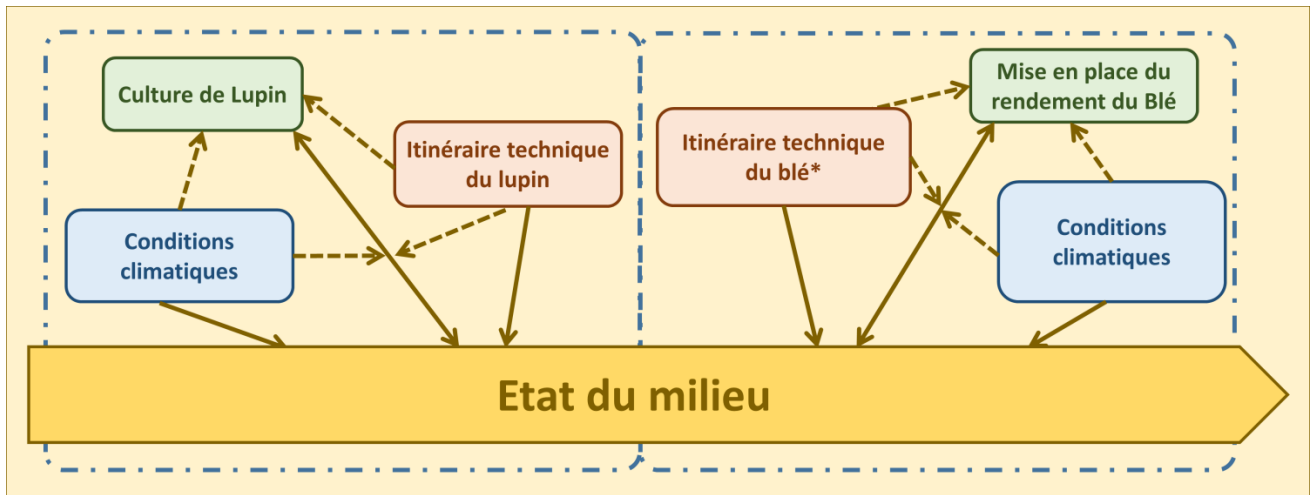 Culture de Lupin
Itinéraire technique
du lupin
Conditions
climatiques
Mise en place du
rendement du Blé
Itinéraire technique
du blé*
Conditions
climatiques
Etat du milieu